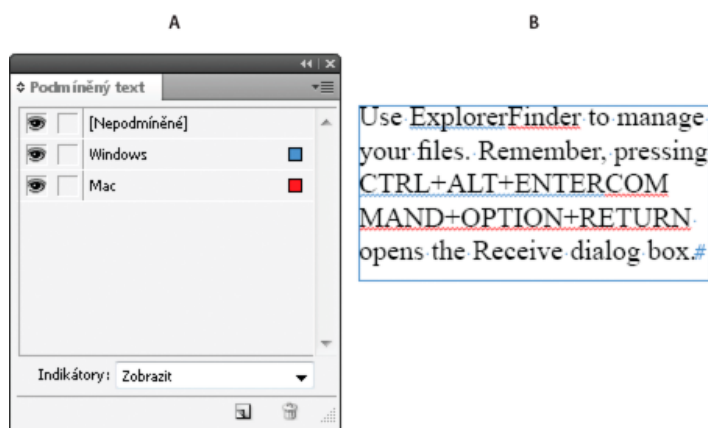 A
B
Podmíněný text
[Nepodmíněné]
Windows
Mac
Indikátory: Zobrazit
Use ExplorerFinder to manage
your files. Remember, pressing
CTRL+ALT+ENTERCOM
MAND+OPTION+RETURN
opens the Receive dialog box.#